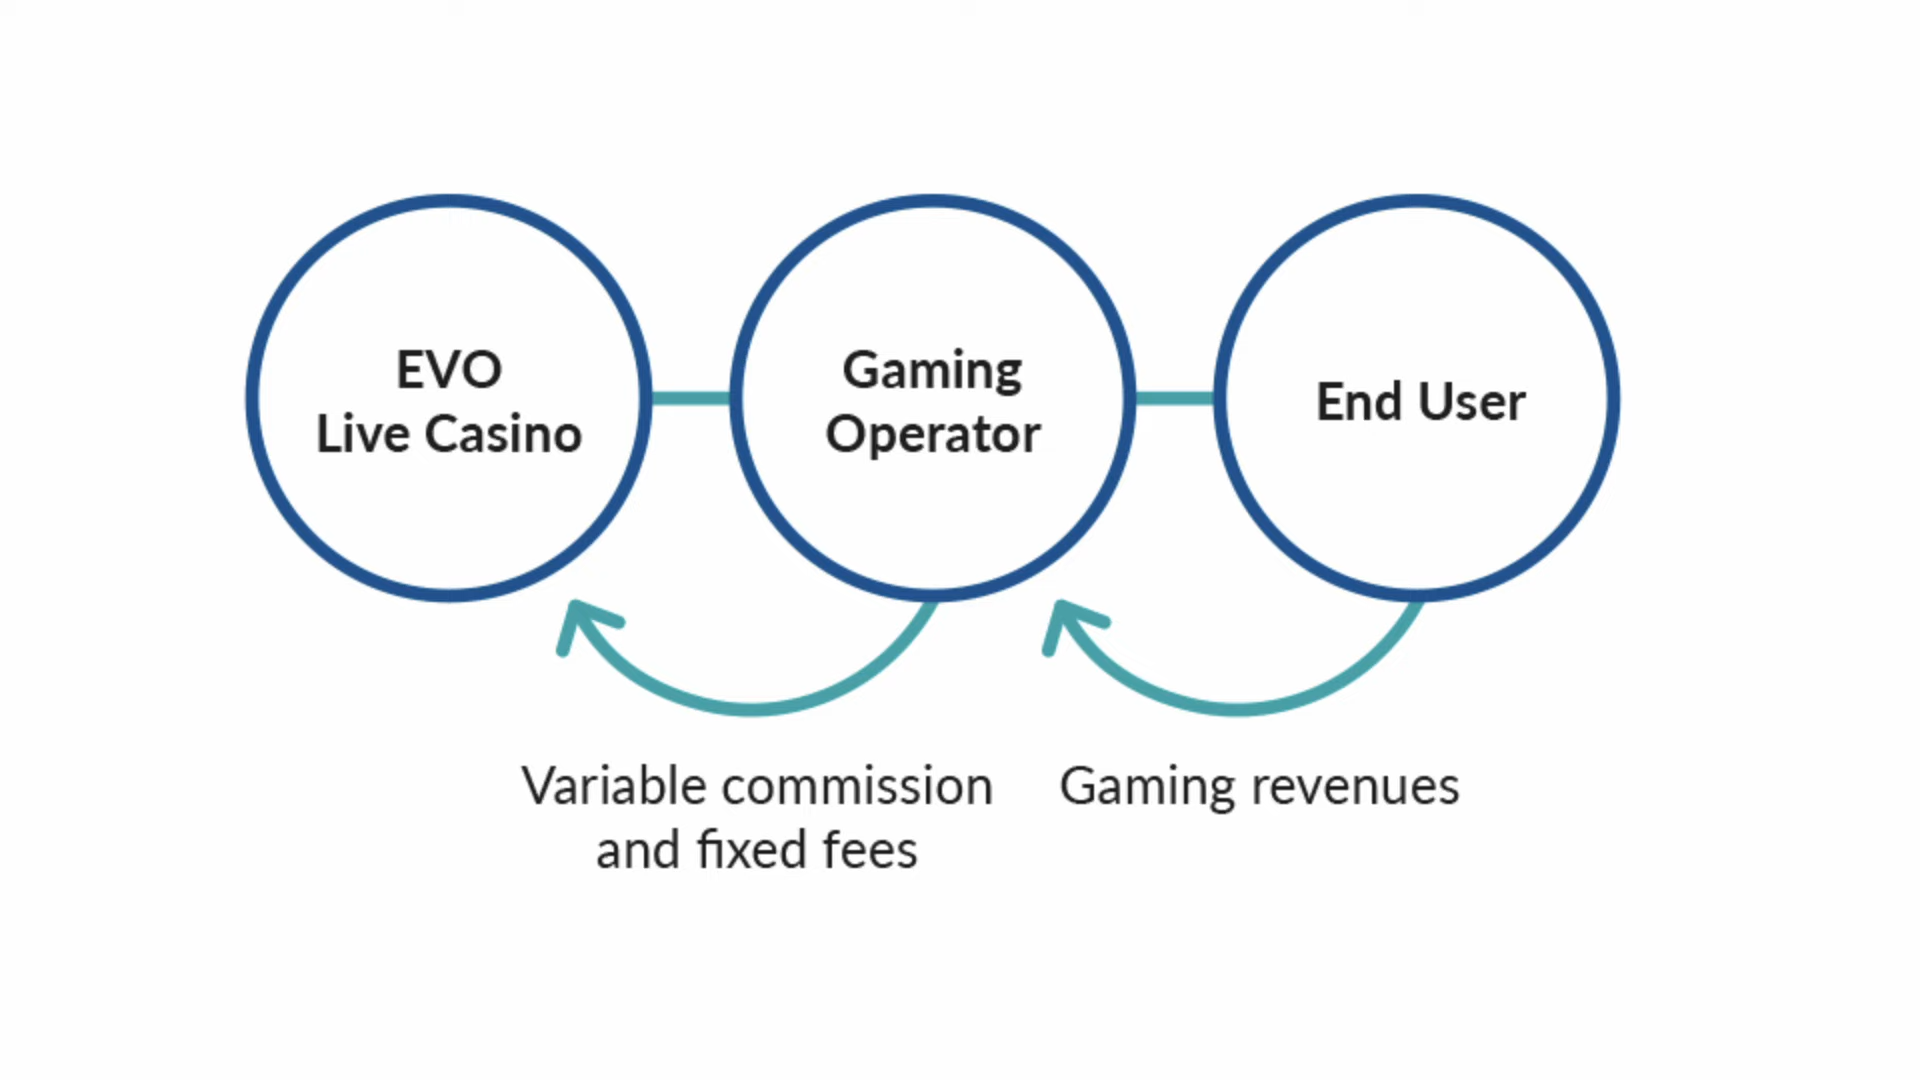 EVO
Live Casino
Gaming
Operator
End User
Variable commission
and fixed fees
Gaming revenues